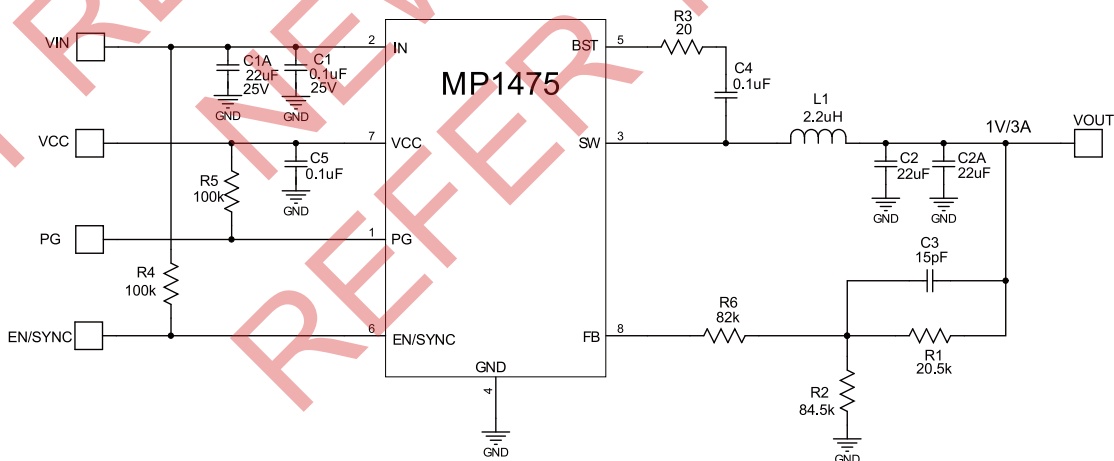 VIN
2
IN
C1A
22uF
25V
GND
C1
0.1uF
25V
GND
MP1475
BST
5
R3
20
C4
0.1uF
VCC
7
VCC
C5
0.1uF
GND
R5
100k
SW
3
L1
2.2uH
1V/3A
VOUT
C2
22uF
GND
C2A
22uF
GND
PG
1
PG
R4
100k
C3
15pF
EN/SYNC
6
EN/SYNC
FB
8
R6
82k
R1
20.5k
R2
84.5k
GND
GND
4
GND
REFER